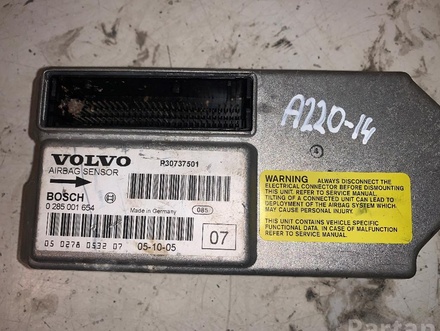 A220-14
VOLVO
P30737501
AIRBAG SENSOR
BOSCH
Made in Germany
085
0 285 001 654
07
05 0278 0532 07
05-10-05
4
WARNING ALWAYS DISCONNECT THE
ELECTRICAL CONNECTOR BEFORE DISMOUNTING
THIS UNIT. REFER TO SERVICE MANUAL.
TILTING OF A CONNECTED UNIT CAN LEAD TO
DEPLOYMENT OF THE AIRBAG SYSTEM WHICH
MAY CAUSE PERSONAL INJURY.
THIS UNIT CONTAINS VEHICLE SPECIFIC
FUNCTIONAL DATA. IN CASE OF MALFUNCTION
REFER TO SERVICE MANUAL.